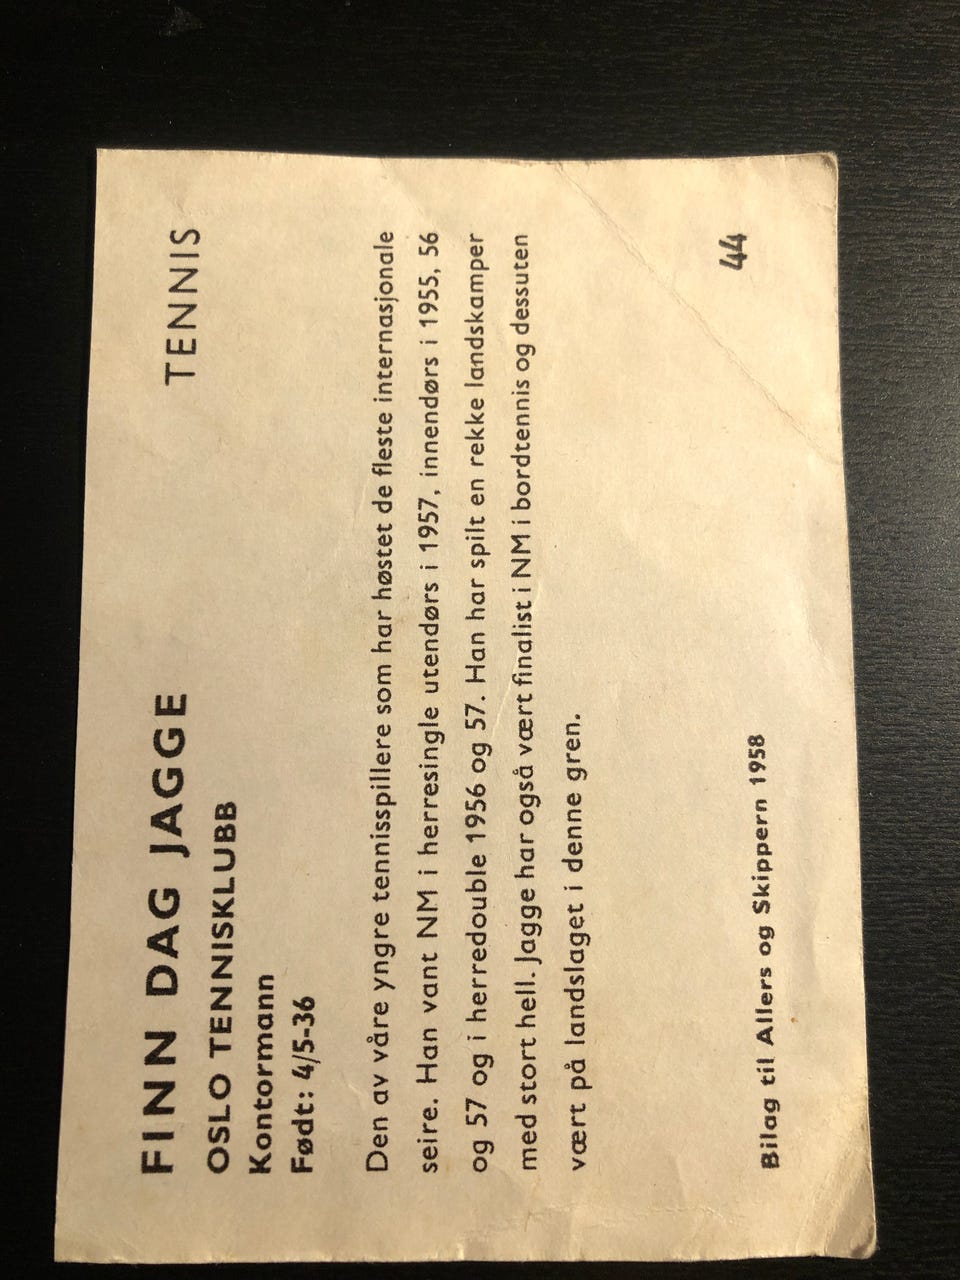 FINN DAG JAGGE TENNIS
OSLO TENNISKLUBB
Kontormann
Født: 4/5-36
Den av våre yngre tennisspillere som har høstet de fleste internasjonale
seire. Han vant NM i herresingle utendørs i 1957, innendørs i 1955, 56
og 57 og i herredouble 1956 og 57. Han har spilt en rekke landskamper
med stort hell. Jagge har også vært finalist i NM i bordtennis og dessuten
vært på landslaget i denne gren.
Bilag til Allers og Skippern 1958 44